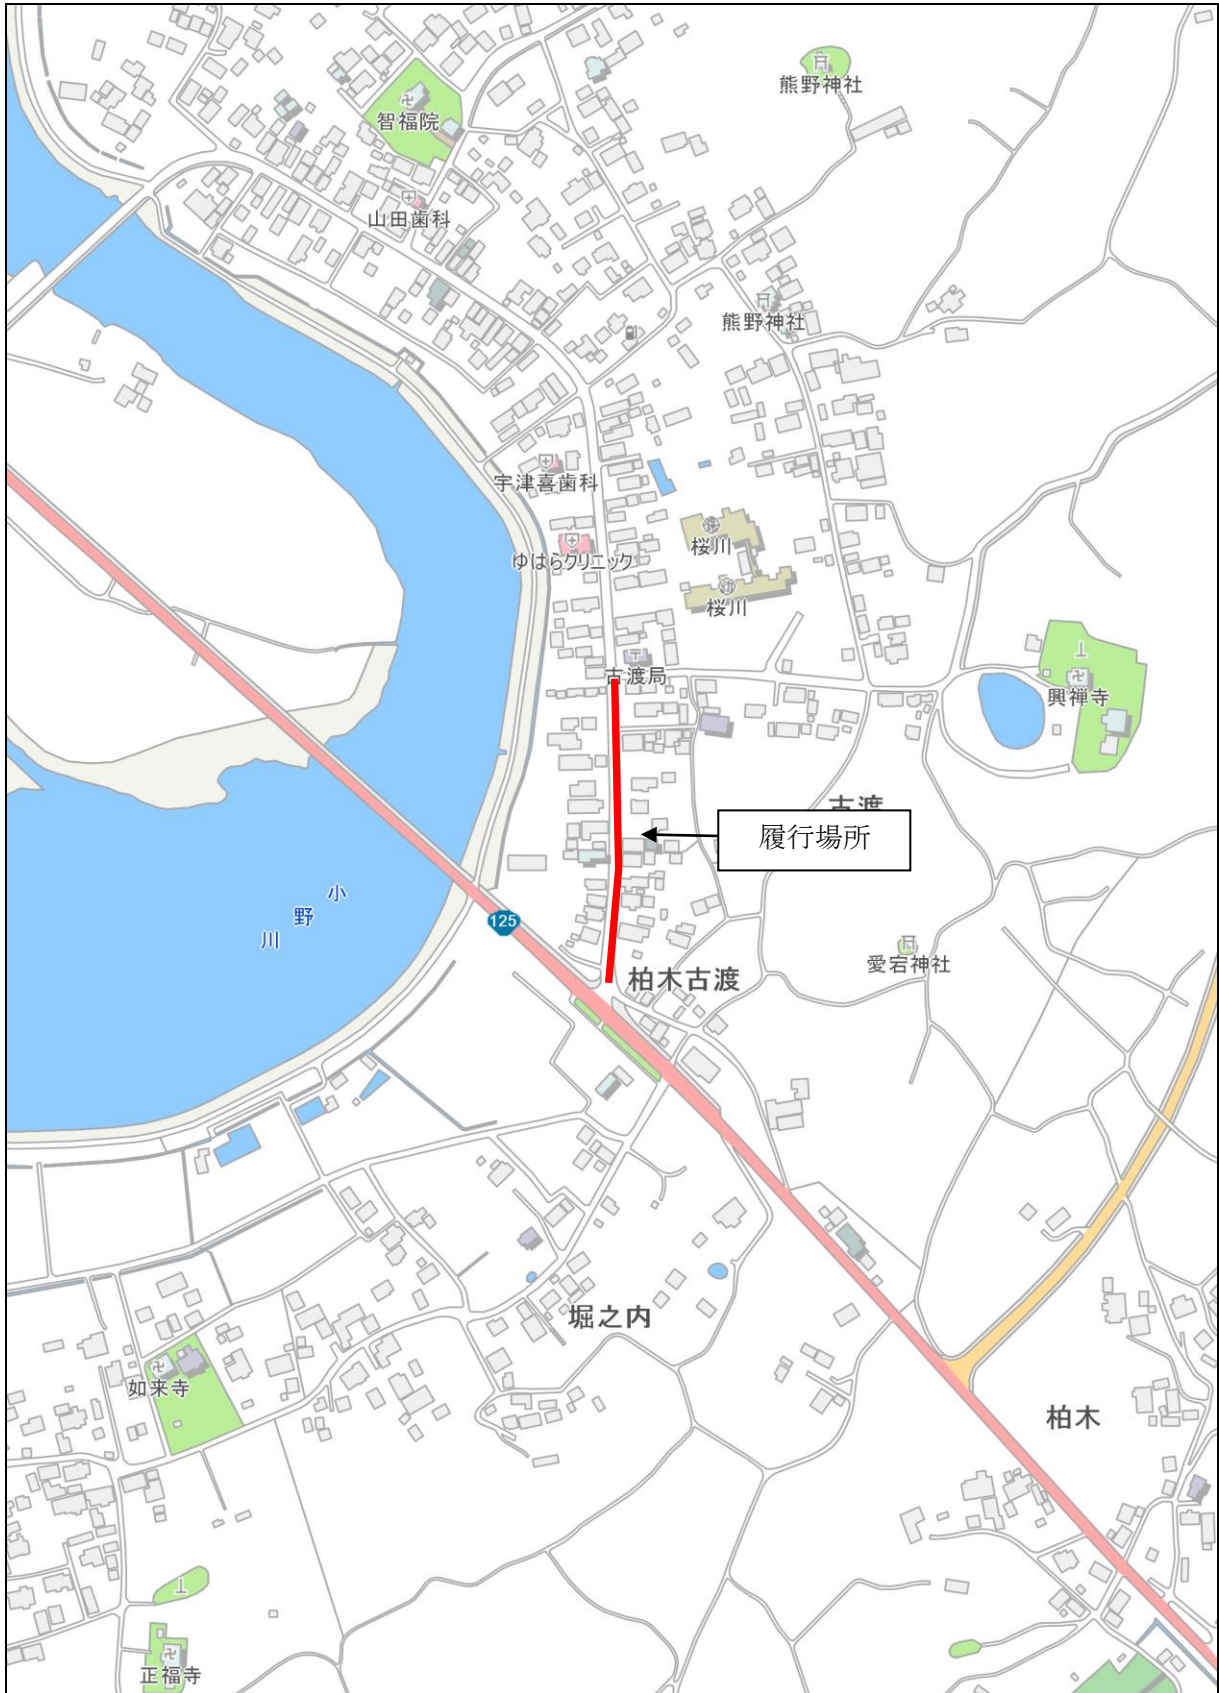 熊野神社
智福院
山田歯科
熊野神社
宇津喜歯科
桜川
ゆはらクリニック
桜川
古渡局
興禅寺
古渡
履行場所
小野川
125
愛宕神社
柏木古渡
堀之内
如来寺
柏木
正福寺